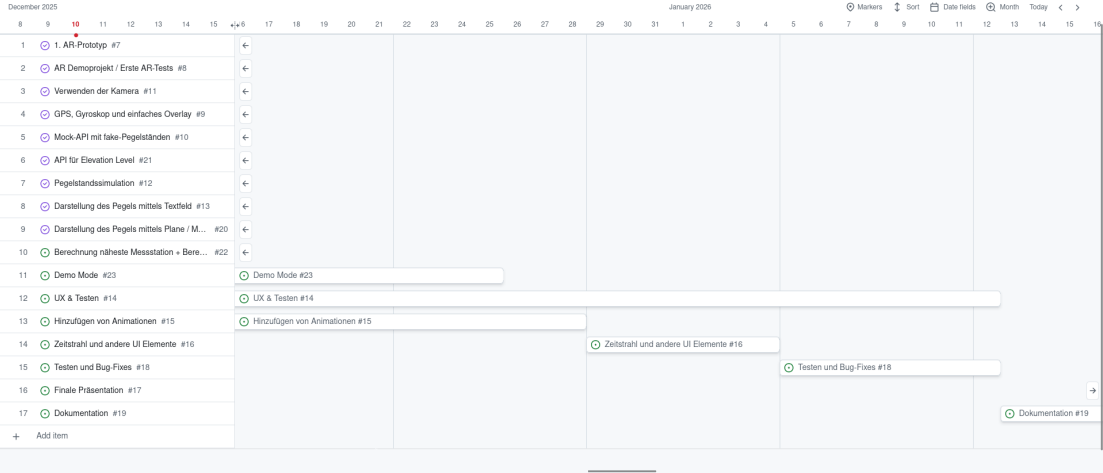 December 2025 January 2026 Markers Sort Date fields Month Today
8 9 10 11 12 13 14 15 16 17 18 19 20 21 22 23 24 25 26 27 28 29 30 31 1 2 3 4 5 6 7 8 9 10 11 12 13 14 15 16
1 1. AR-Prototyp #7
2 AR Demoprojekt / Erste AR-Tests #8
3 Verwenden der Kamera #11
4 GPS, Gyroskop und einfaches Overlay #9
5 Mock-API mit fake-Pegelständen #10
6 API für Elevation Level #21
7 Pegelstandssimulation #12
8 Darstellung des Pegels mittels Textfeld #13
9 Darstellung des Pegels mittels Plane / M... #20
10 Berechnung näheste Messstation + Bere... #22
11 Demo Mode #23 Demo Mode #23
12 UX & Testen #14 UX & Testen #14
13 Hinzufügen von Animationen #15 Hinzufügen von Animationen #15
14 Zeitstrahl und andere UI Elemente #16 Zeitstrahl und andere UI Elemente #16
15 Testen und Bug-Fixes #18 Testen und Bug-Fixes #18
16 Finale Präsentation #17
17 Dokumentation #19 Dokumentation #19
+ Add item